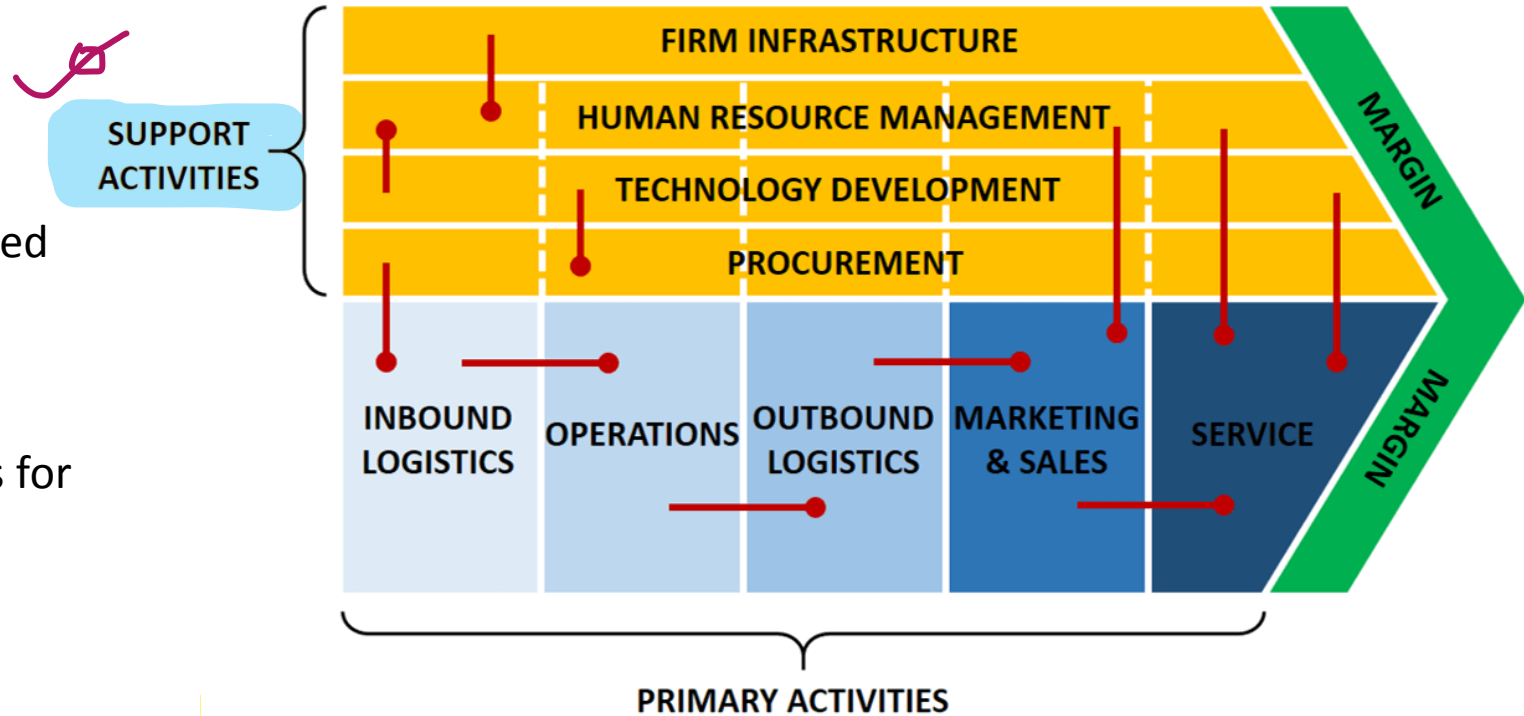 FIRM INFRASTRUCTURE
HUMAN RESOURCE MANAGEMENT
SUPPORT
ACTIVITIES
TECHNOLOGY DEVELOPMENT
PROCUREMENT
ed
s for
MARGIN
MARGIN
INBOUND
LOGISTICS
OPERATIONS
OUTBOUND
LOGISTICS
MARKETING
& SALES
SERVICE
PRIMARY ACTIVITIES